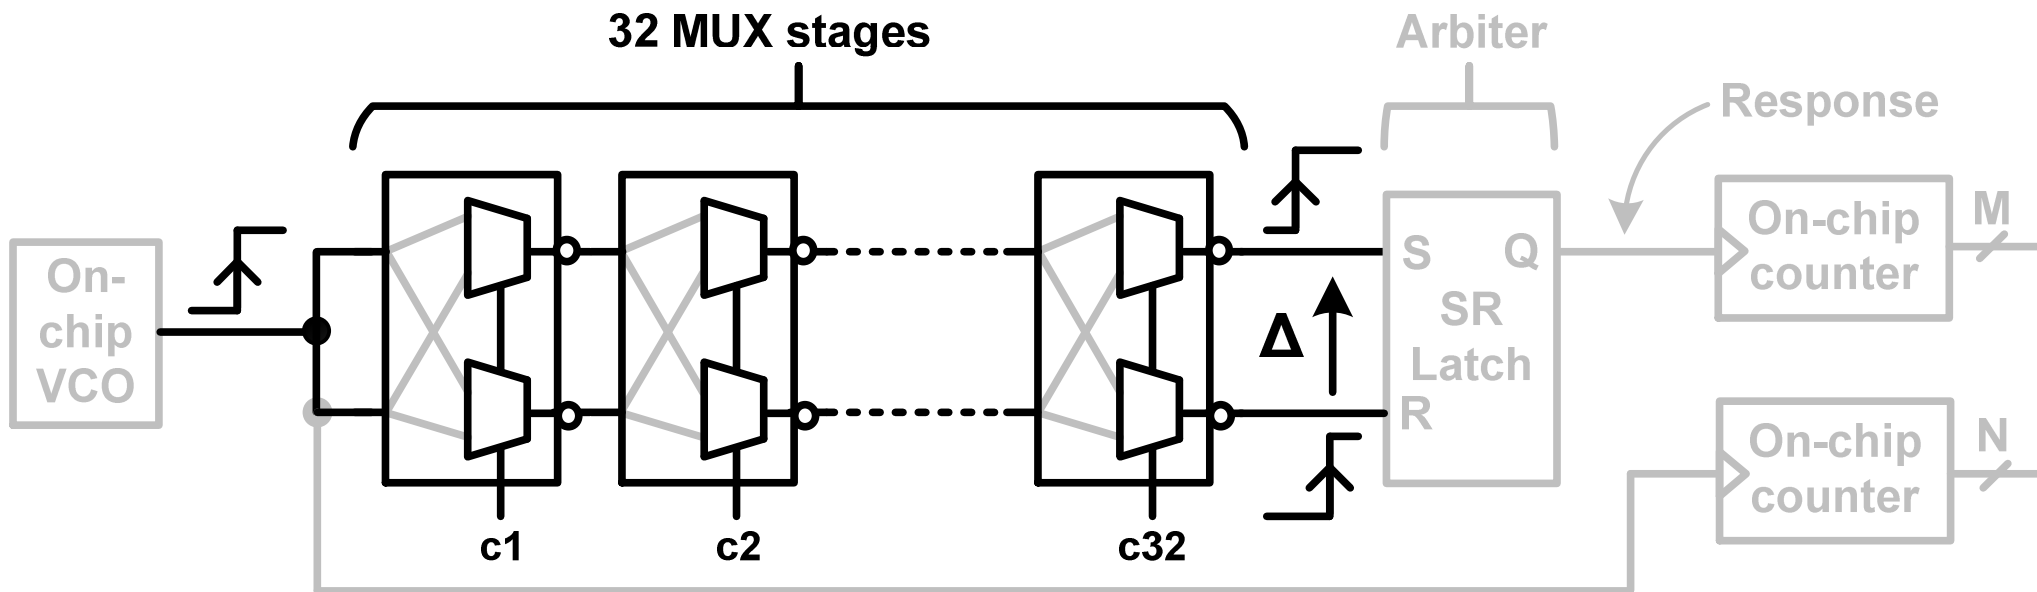 32 MUX stages
Arbiter
Response
On-
chip
VCO
S
Q
SR
Latch
R
Δ
On-chip
counter
M
On-chip
counter
N
c1
c2
c32